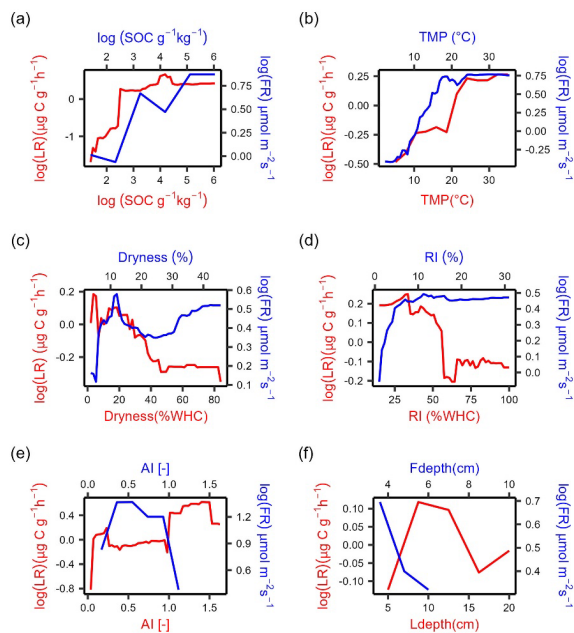 (a)
log (SOC g⁻¹kg⁻¹)
2 3 4 5 6
log(LR)(µg C g⁻¹h⁻¹)
0
-1
0.75
0.50
0.25
0.00
log(FR) µmol m⁻²s⁻¹
2 3 4 5 6
log (SOC g⁻¹kg⁻¹)
(b)
TMP (°C)
10 20 30
log(LR)(µg C g⁻¹h⁻¹)
0.25
0.00
-0.25
-0.50
0.75
0.50
0.00
-0.25
log(FR) µmol m⁻²s⁻¹
10 20 30
TMP(°C)
(c)
Dryness (%)
10 20 30 40
log(LR) (µg C g⁻¹h⁻¹)
0.2
0.0
-0.2
0.6
0.5
0.4
0.3
0.2
0.1
log(FR) µmol m⁻²s⁻¹
0 20 40 60 80
Dryness(%WHC)
(d)
RI (%)
0 10 20 30
log(LR) (µg C g⁻¹h⁻¹)
0.2
0.1
0.0
-0.1
-0.2
0.5
0.4
0.3
0.2
0.1
0.0
log(FR) µmol m⁻²s⁻¹
25 50 75 100
RI (%WHC)
(e)
AI [-]
0.0 0.5 1.0 1.5
log(LR)(µg C g⁻¹h⁻¹)
0.4
0.0
-0.4
-0.8
1.2
0.8
0.4
log(FR) µmol m⁻²s⁻¹
0.0 0.5 1.0 1.5
AI [-]
(f)
Fdepth(cm)
4 6 8 10
log(LR)(µg C g⁻¹h⁻¹)
0.10
0.05
0.00
-0.05
-0.10
0.7
0.6
0.5
0.4
log(FR) µmol m⁻²s⁻¹
5 10 15 20
Ldepth(cm)